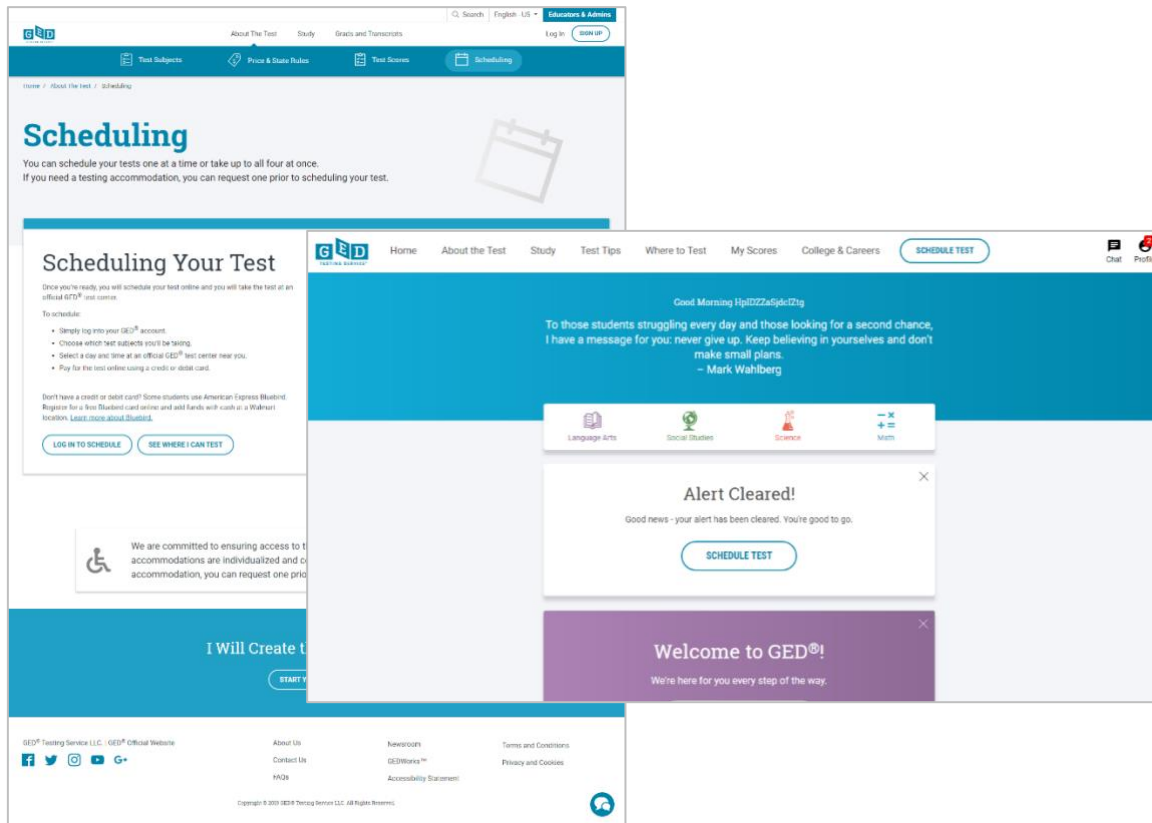 Search English - US Educators & Admins
GED
TESTING SERVICE
About The Test Study Grads and Transcripts Log In SIGN UP
Test Subjects Price & State Rules Test Scores Scheduling
Home / About The Test / Scheduling
Scheduling
You can schedule your tests one at a time or take up to all four at once.
If you need a testing accommodation, you can request one prior to scheduling your test.
Scheduling Your Test
Once you're ready, you will schedule your test online and you will take the test at an
official GED® test center.
To schedule:
• Simply log into your GED® account.
• Choose which test subjects you'll be taking.
• Select a day and time at an official GED® test center near you.
• Pay for the test online using a credit or debit card.
Don't have a credit or debit card? Some students use American Express Bluebird.
Register for a free Bluebird card online and add funds with cash at a Walmart
location. Learn more about Bluebird.
LOG IN TO SCHEDULE SEE WHERE I CAN TEST
We are committed to ensuring access to t
accommodations are individualized and c
accommodation, you can request one prio
I Will Create t
START Y
GED® Testing Service LLC. | GED® Official Website
About Us Newsroom Terms and Conditions
Contact Us GEDWorks™ Privacy and Cookies
FAQs Accessibility Statement
Copyright © 2019 GED® Testing Service LLC. All Rights Reserved.
GED
TESTING SERVICE®
Home About the Test Study Test Tips Where to Test My Scores College & Careers SCHEDULE TEST
2
Chat Profil
Good Morning HplDZZaSjdcIZtg
To those students struggling every day and those looking for a second chance,
I have a message for you: never give up. Keep believing in yourselves and don't
make small plans.
– Mark Wahlberg
Language Arts Social Studies Science Math
Alert Cleared!
Good news - your alert has been cleared. You're good to go.
SCHEDULE TEST
Welcome to GED®!
We're here for you every step of the way.